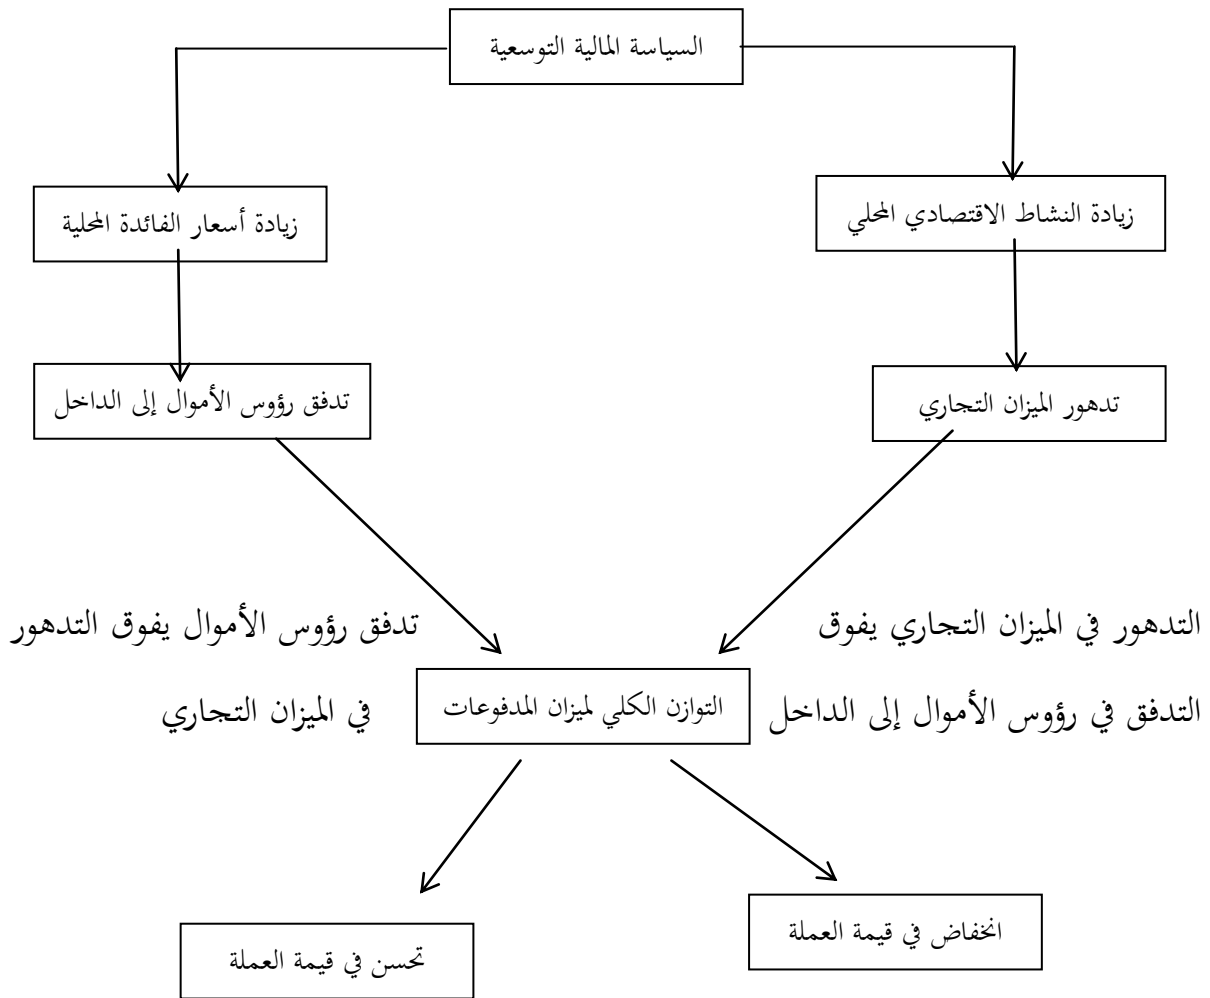 السياسة المالية التوسعية
زيادة النشاط الاقتصادي المحلي
زيادة أسعار الفائدة المحلية
تدهور الميزان التجاري
تدفق رؤوس الأموال إلى الداخل
التدهور في الميزان التجاري يفوق
التدفق في رؤوس الأموال إلى الداخل
تدفق رؤوس الأموال يفوق التدهور
في الميزان التجاري
التوازن الكلي لميزان المدفوعات
انخفاض في قيمة العملة
تحسن في قيمة العملة